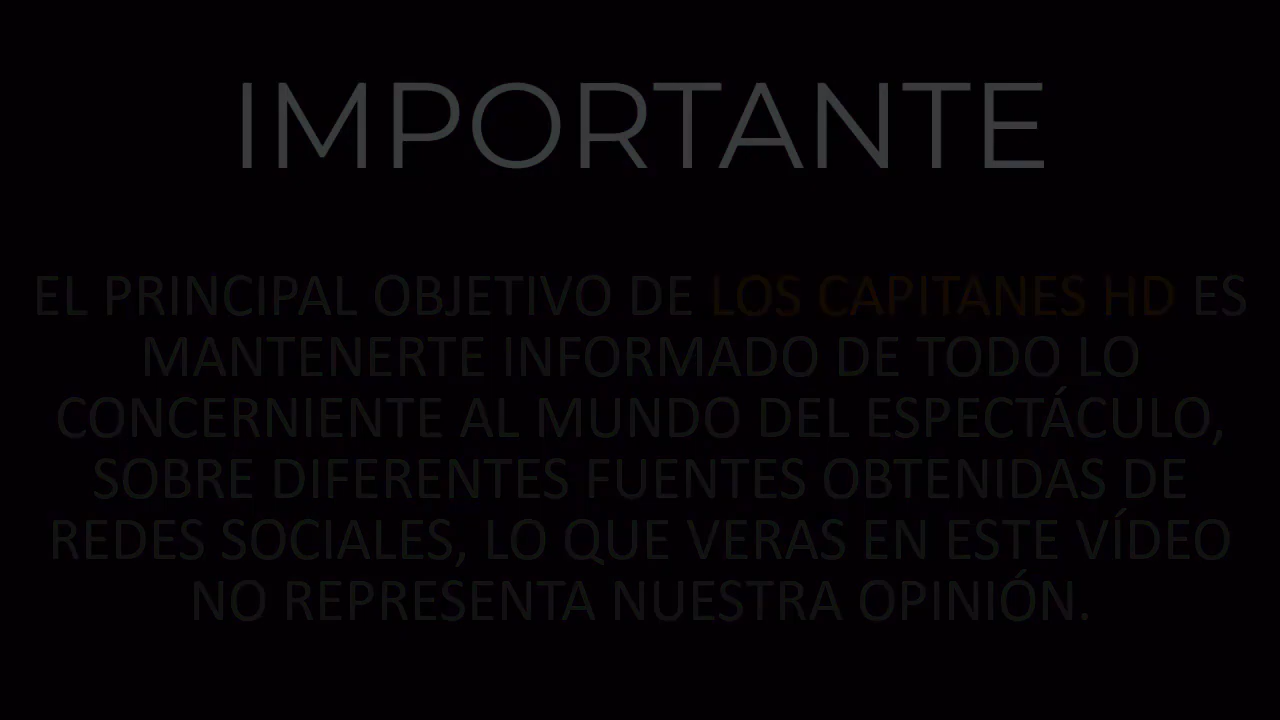 IMPORTANTE
EL PRINCIPAL OBJETIVO DE LOS CAPITANES HD ES
MANTENERTE INFORMADO DE TODO LO
CONCERNIENTE AL MUNDO DEL ESPECTÁCULO,
SOBRE DIFERENTES FUENTES OBTENIDAS DE
REDES SOCIALES, LO QUE VERAS EN ESTE VÍDEO
NO REPRESENTA NUESTRA OPINIÓN.